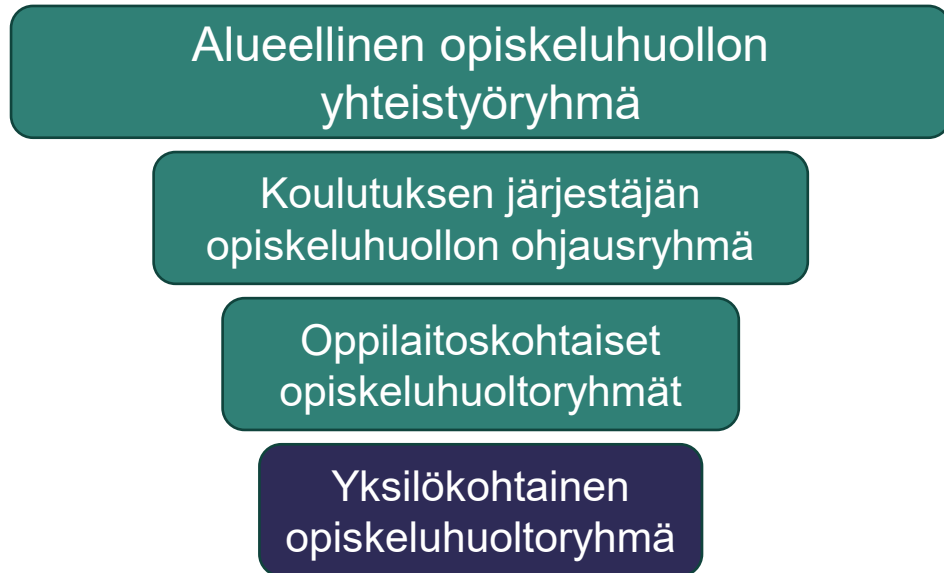 Alueellinen opiskeluhuollon
yhteistyöryhmä
Koulutuksen järjestäjän
opiskeluhuollon ohjausryhmä
Oppilaitoskohtaiset
opiskeluhuoltoryhmät
Yksilökohtainen
opiskeluhuoltoryhmä